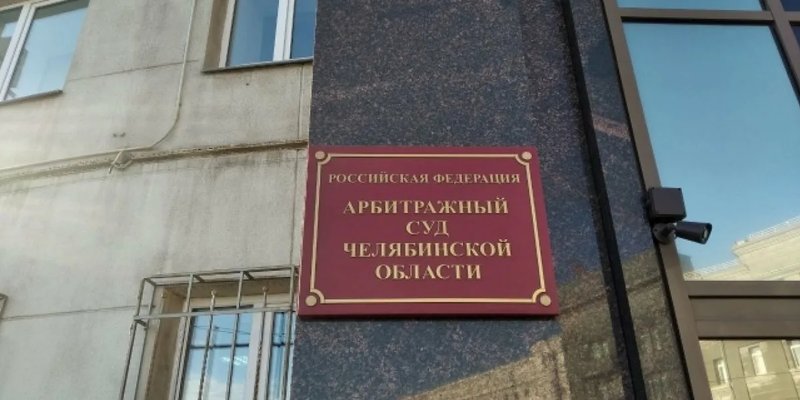 РОССИЙСКАЯ ФЕДЕРАЦИЯ
АРБИТРАЖНЫЙ
СУД
ЧЕЛЯБИНСКОЙ
ОБЛАСТИ